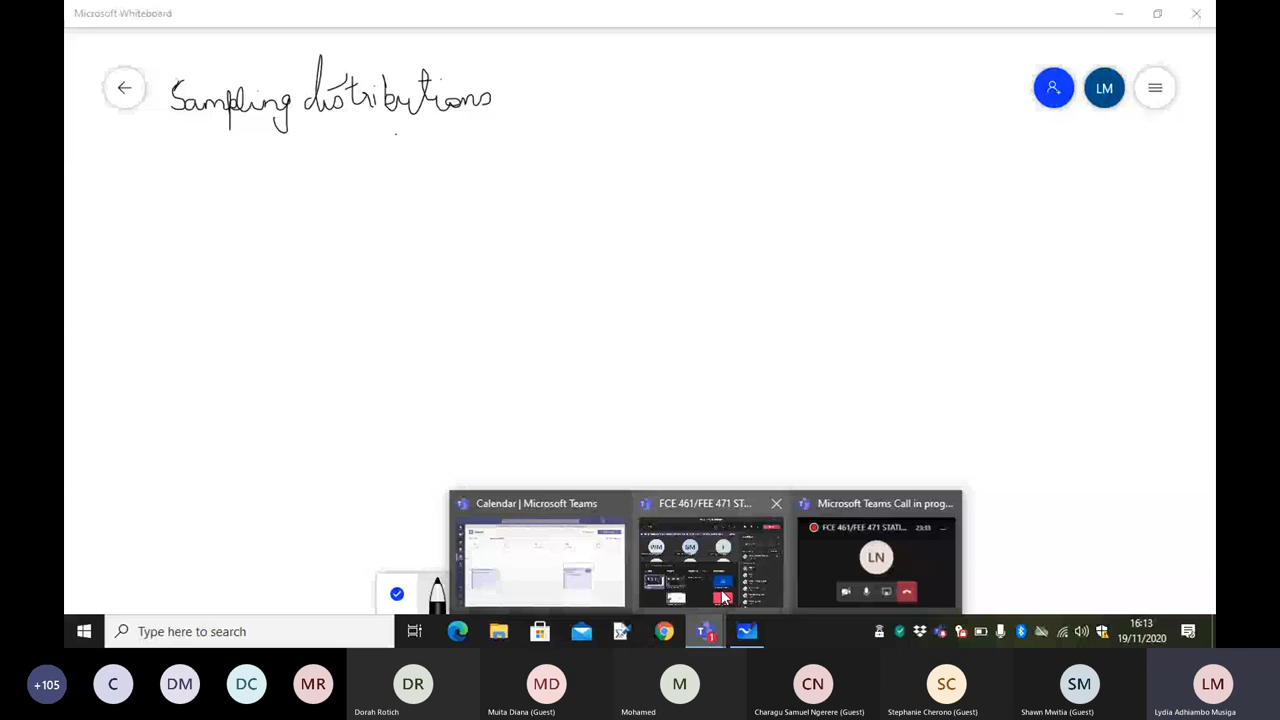 Microsoft Whiteboard
Sampling distributions
LM
Calendar | Microsoft Teams
FCE 461/FEE 471 ST...
Microsoft Teams Call in prog...
FCE 461/FEE 471 STATI...
LN
Type here to search
16:13
19/11/2020
+105
C
DM
DC
MR
DR
Dorah Rotich
MD
Muita Diana (Guest)
M
Mohamed
CN
Charagu Samuel Ngerere (Guest)
SC
Stephanie Cherono (Guest)
SM
Shawn Mwitia (Guest)
LM
Lydia Adhiambo Musiga